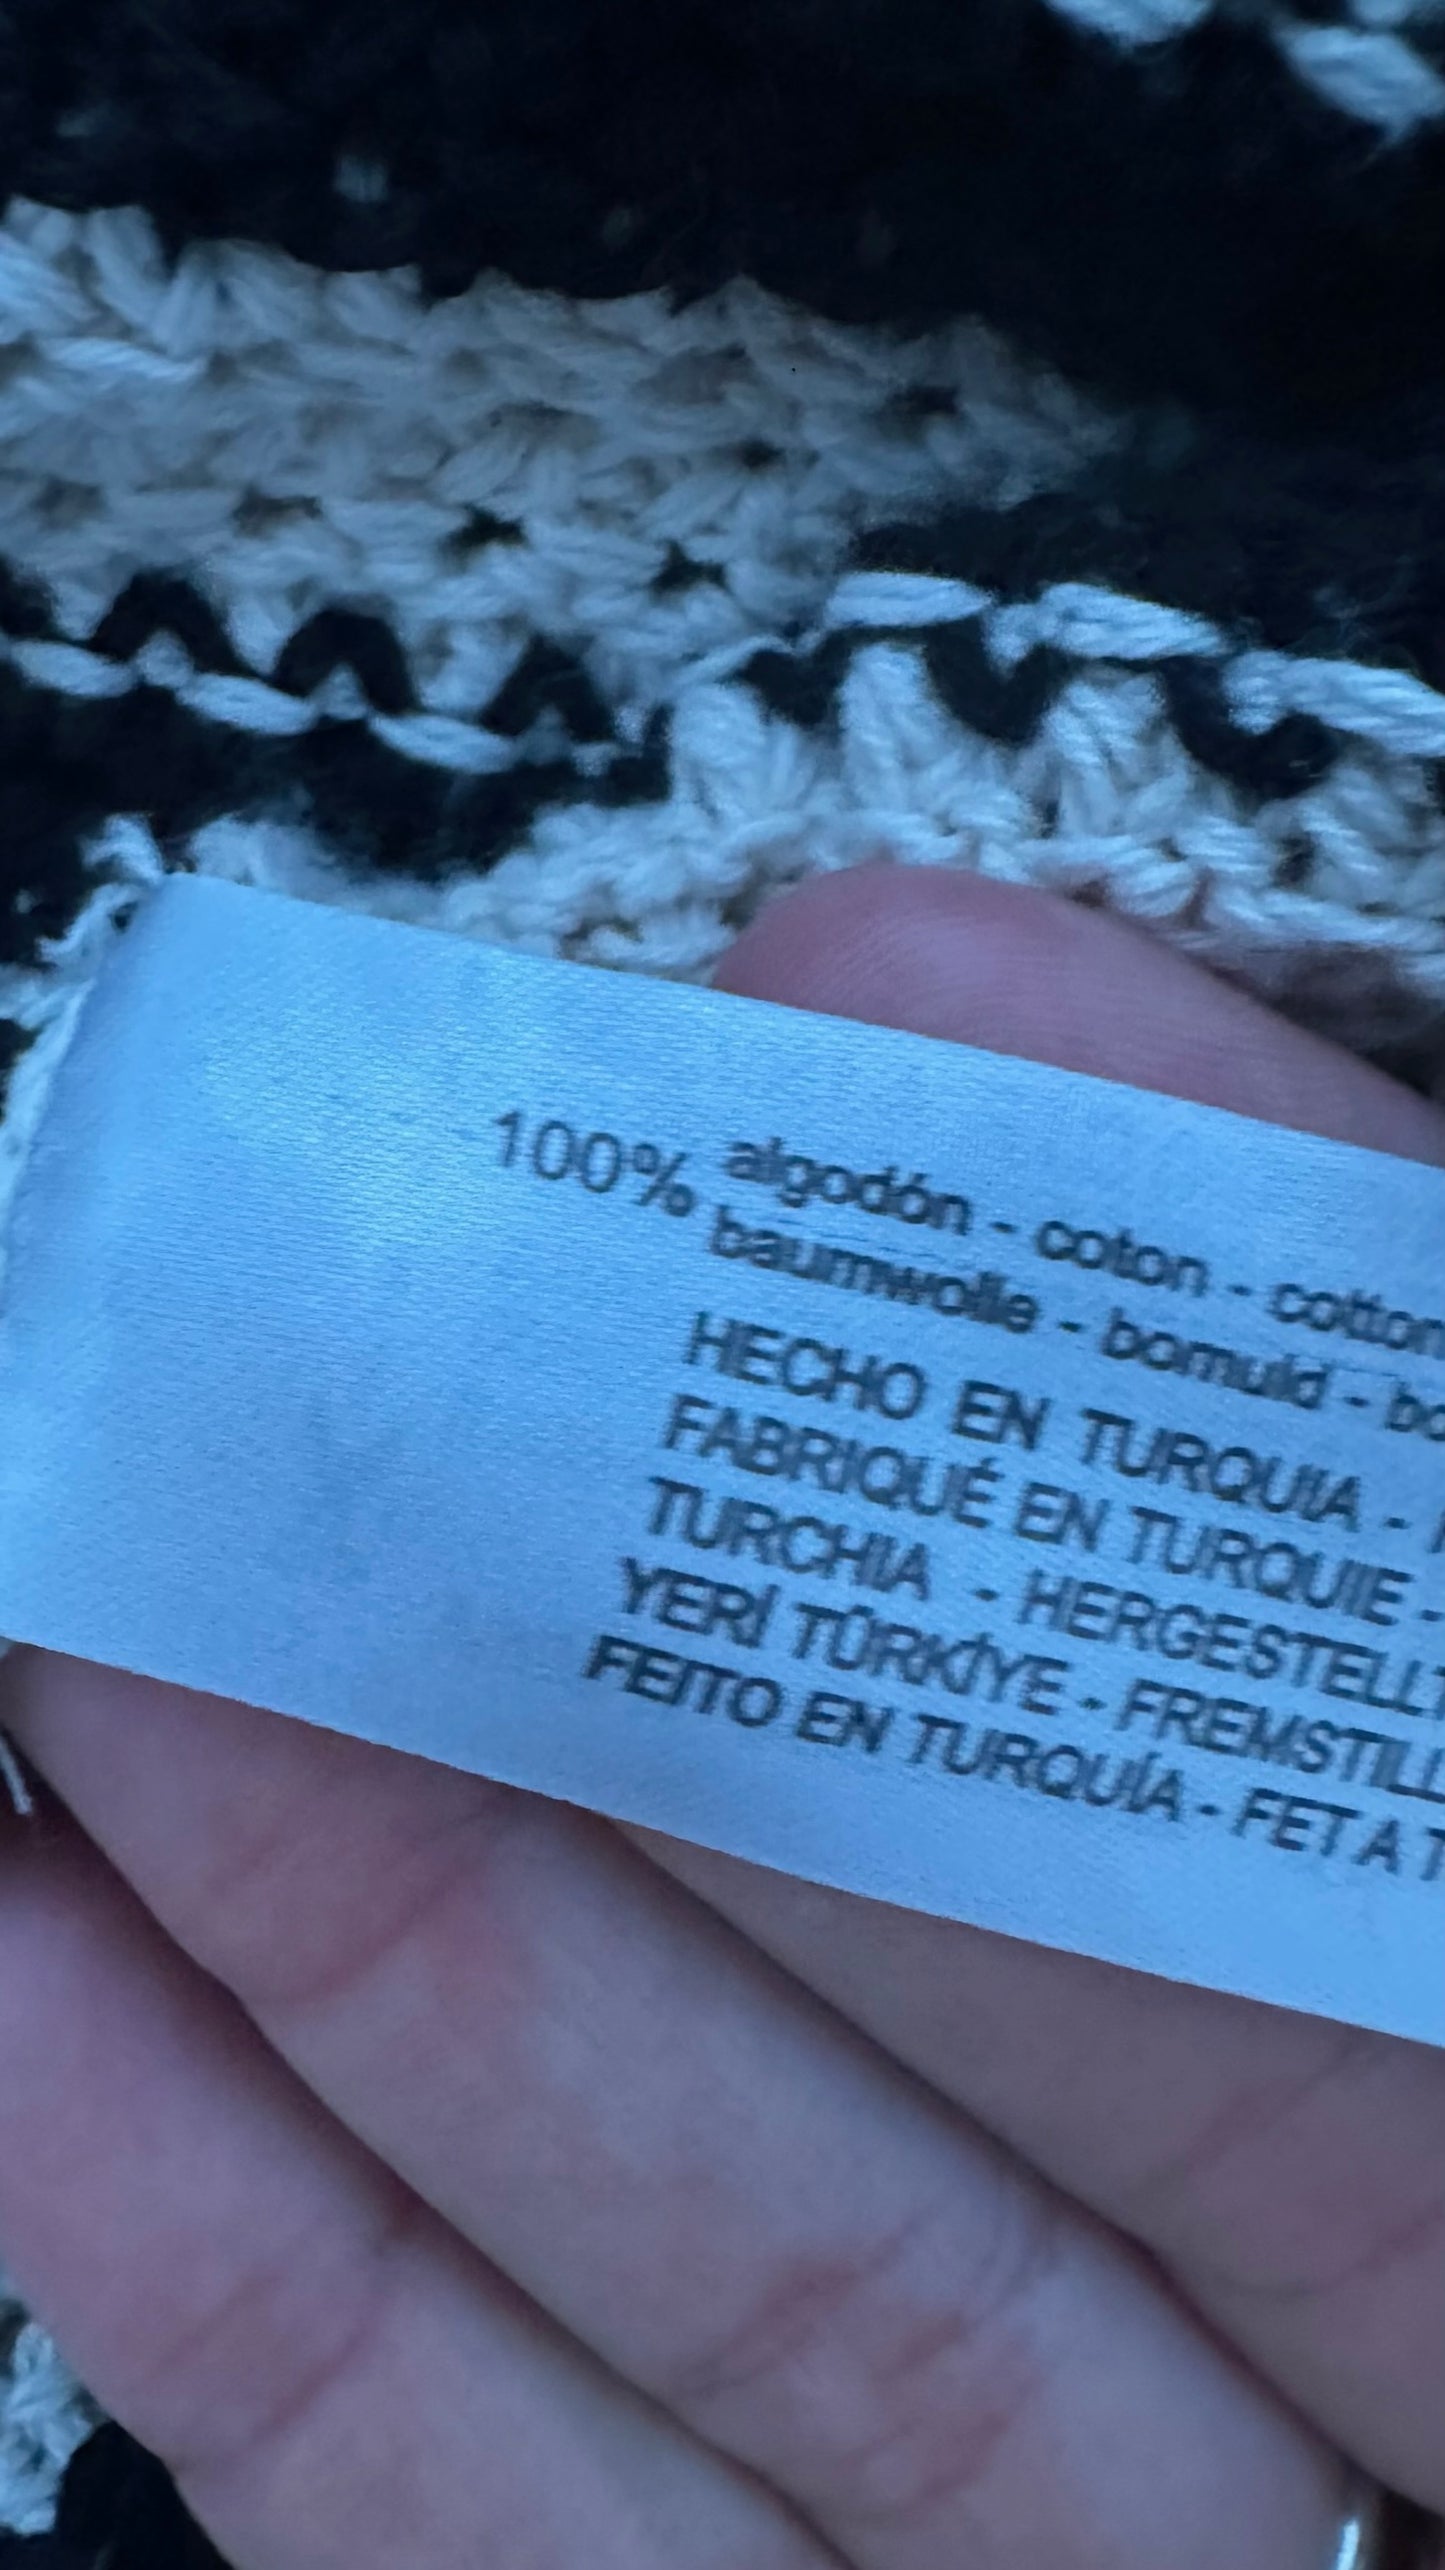 100% algodón - coton - cotton
baumwolle - bomuld -
HECHO EN TURQUIA -
FABRIQUÉ EN TURQUIE -
TURCHIA - HERGESTELLT
YERİ TÜRKİYE -
FEITO EN TURQUÍA - FET A